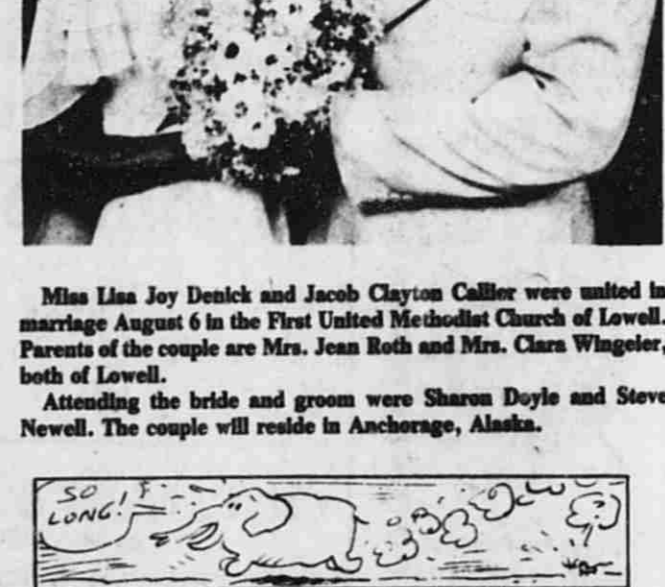 Miss Lisa Joy Denick and Jacob Clayton Callier were united in
marriage August 6 in the First United Methodist Church of Lowell.
Parents of the couple are Mrs. Jean Roth and Mrs. Clara Wingeier,
both of Lowell.
Attending the bride and groom were Sharon Doyle and Steve
Newell. The couple will reside in Anchorage, Alaska.
SO
LONG!